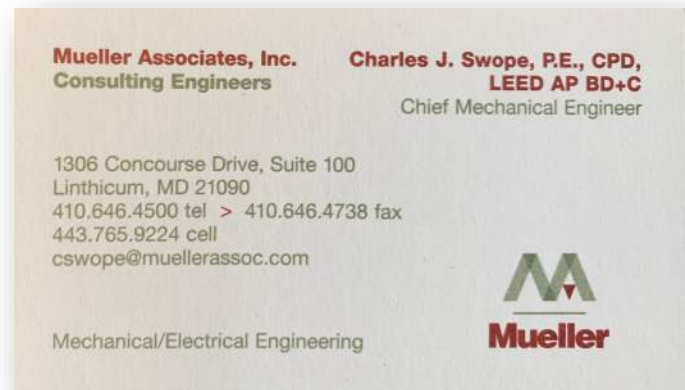 Mueller Associates, Inc.
Consulting Engineers
Charles J. Swope, P.E., CPD,
LEED AP BD+C
Chief Mechanical Engineer
1306 Concourse Drive, Suite 100
Linthicum, MD 21090
410.646.4500 tel > 410.646.4738 fax
443.765.9224 cell
cswope@muellerassoc.com
Mechanical/Electrical Engineering
Mueller